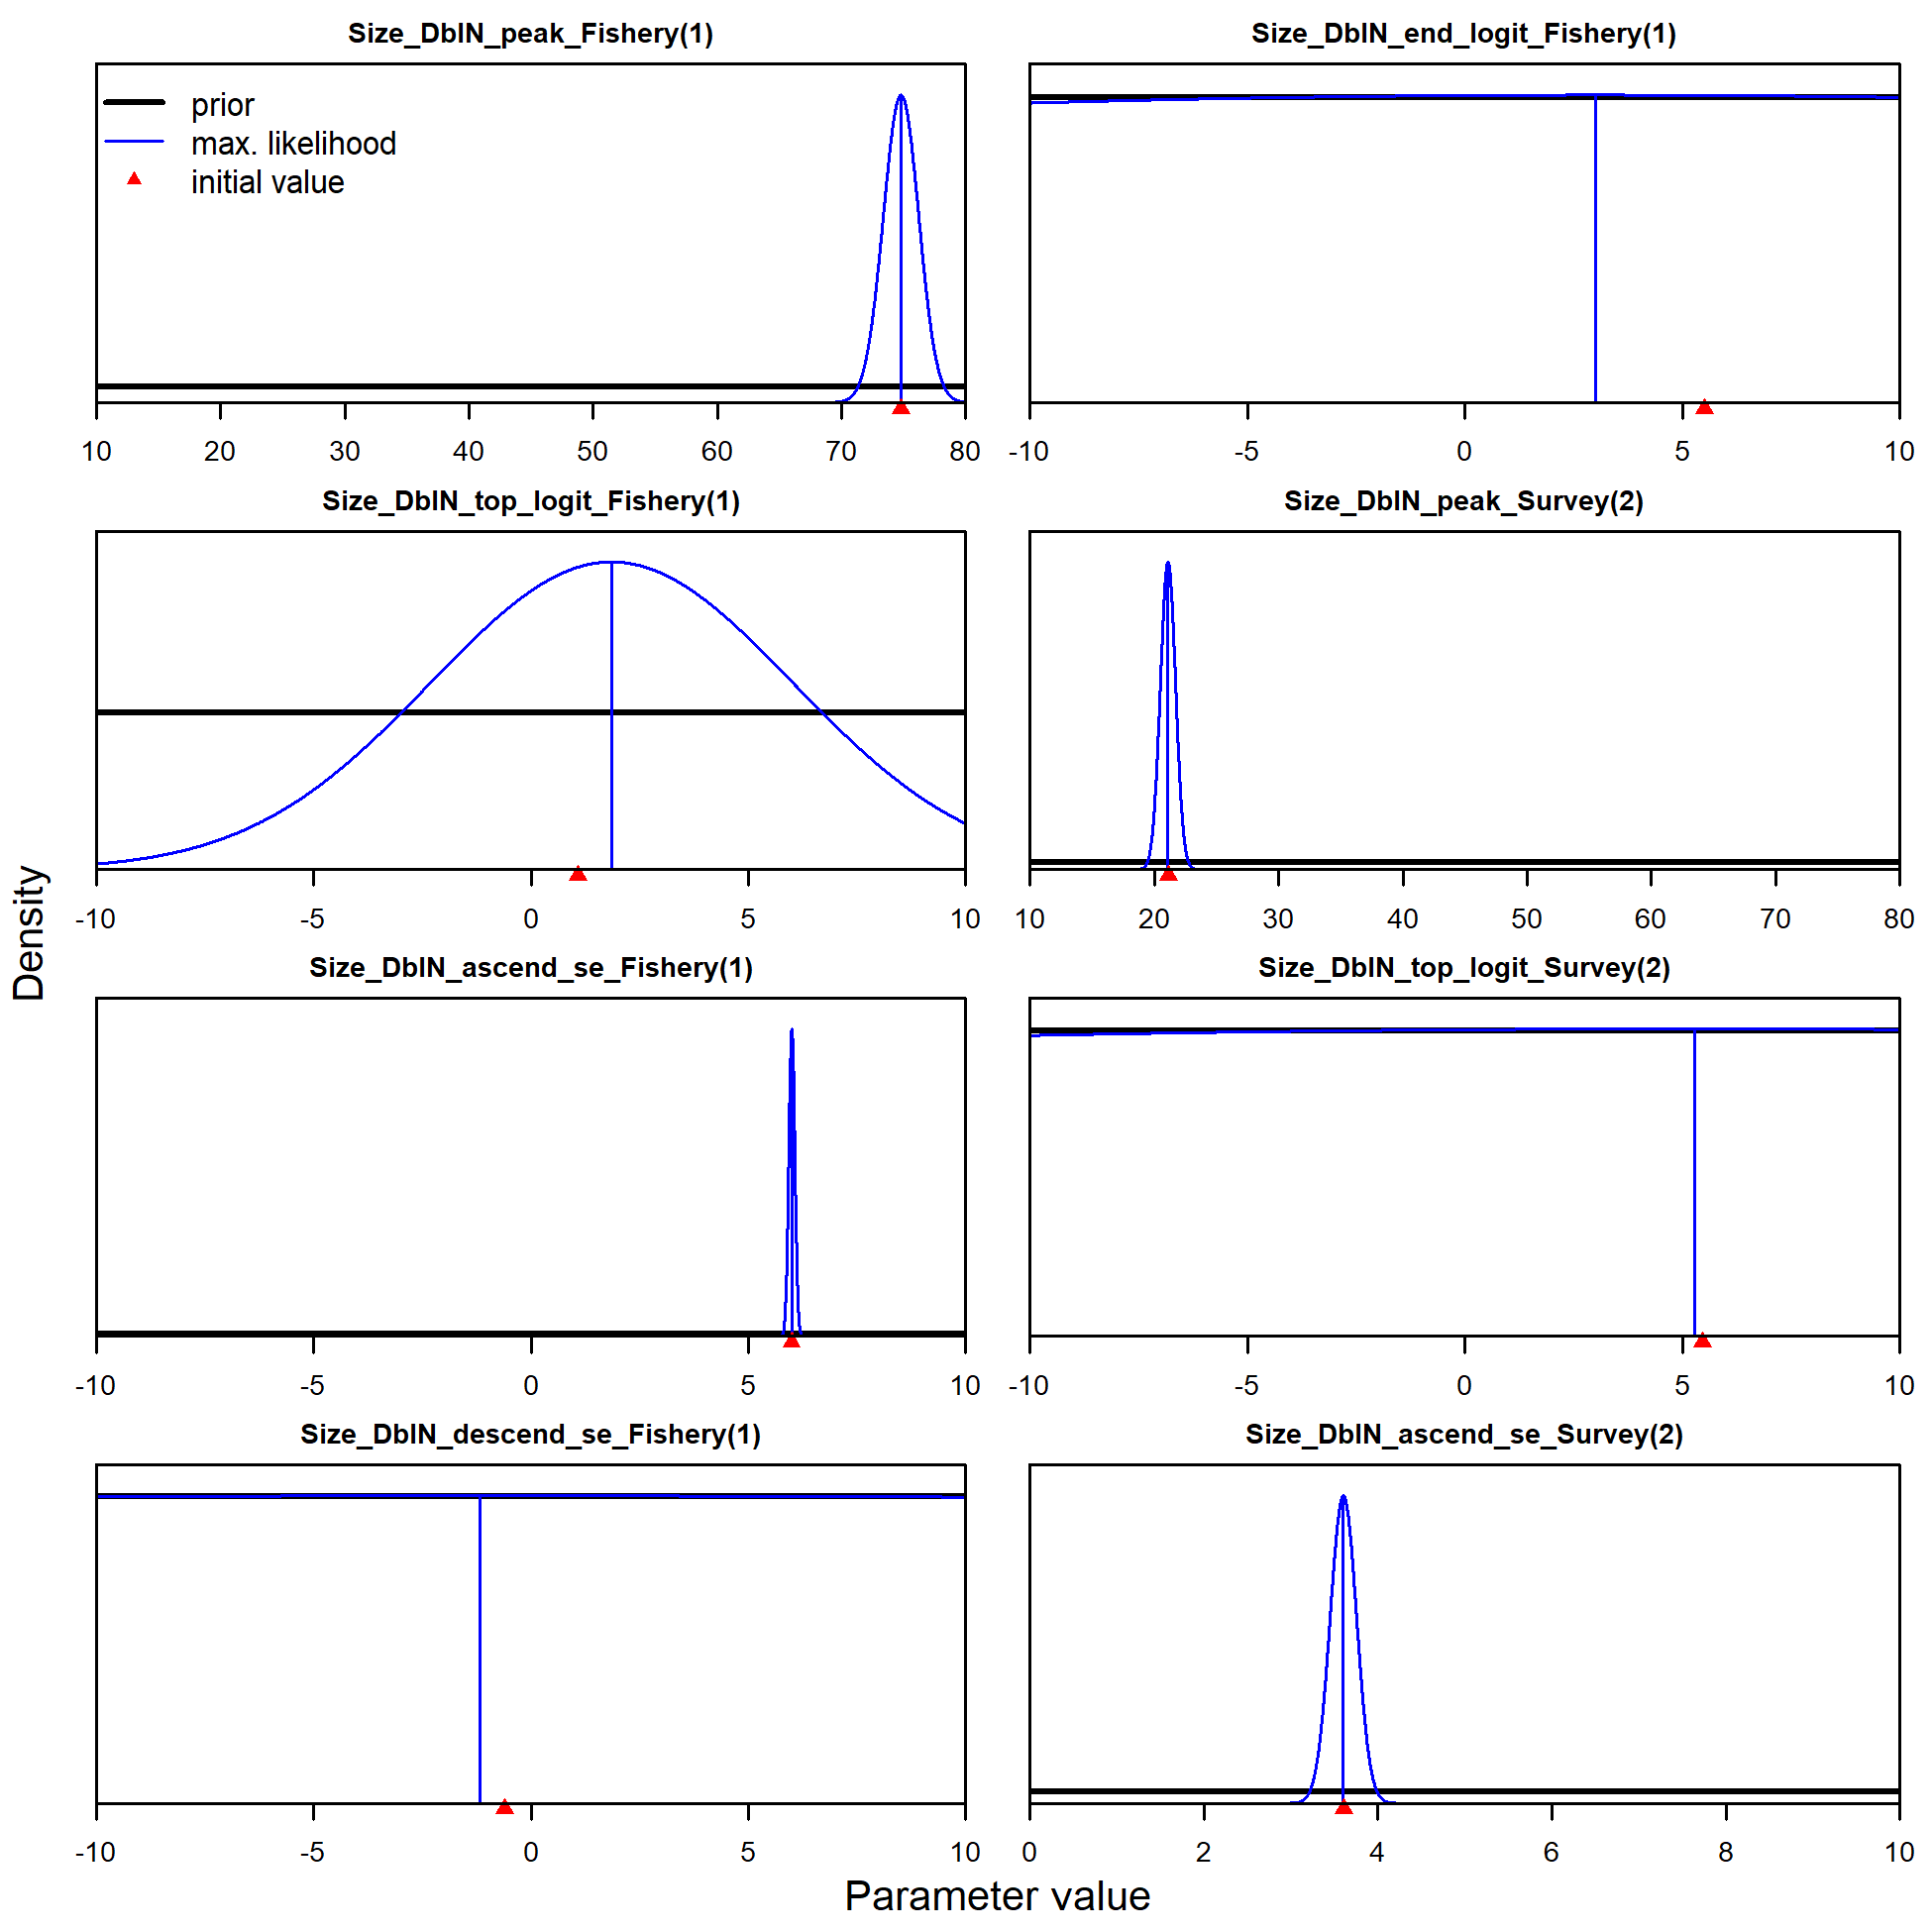 Size_DblN_peak_Fishery(1)
prior
max. likelihood
initial value
10 20 30 40 50 60 70 80
Size_DblN_end_logit_Fishery(1)
-10 -5 0 5 10
Size_DblN_top_logit_Fishery(1)
-10 -5 0 5 10
Size_DblN_peak_Survey(2)
10 20 30 40 50 60 70 80
Size_DblN_ascend_se_Fishery(1)
-10 -5 0 5 10
Size_DblN_top_logit_Survey(2)
-10 -5 0 5 10
Size_DblN_descend_se_Fishery(1)
-10 -5 0 5 10
Size_DblN_ascend_se_Survey(2)
0 2 4 6 8 10
Density
Parameter value